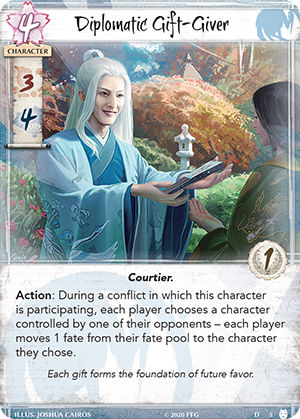 4
Diplomatic Gift-Giver
CHARACTER
3
4
1
Courtier.
Action: During a conflict in which this character
is participating, each player chooses a character
controlled by one of their opponents – each player
moves 1 fate from their fate pool to the character
they chose.
Each gift forms the foundation of future favor.
ILLUS. JOSHUA CAIRÓS
© 2020 FFG
D
5